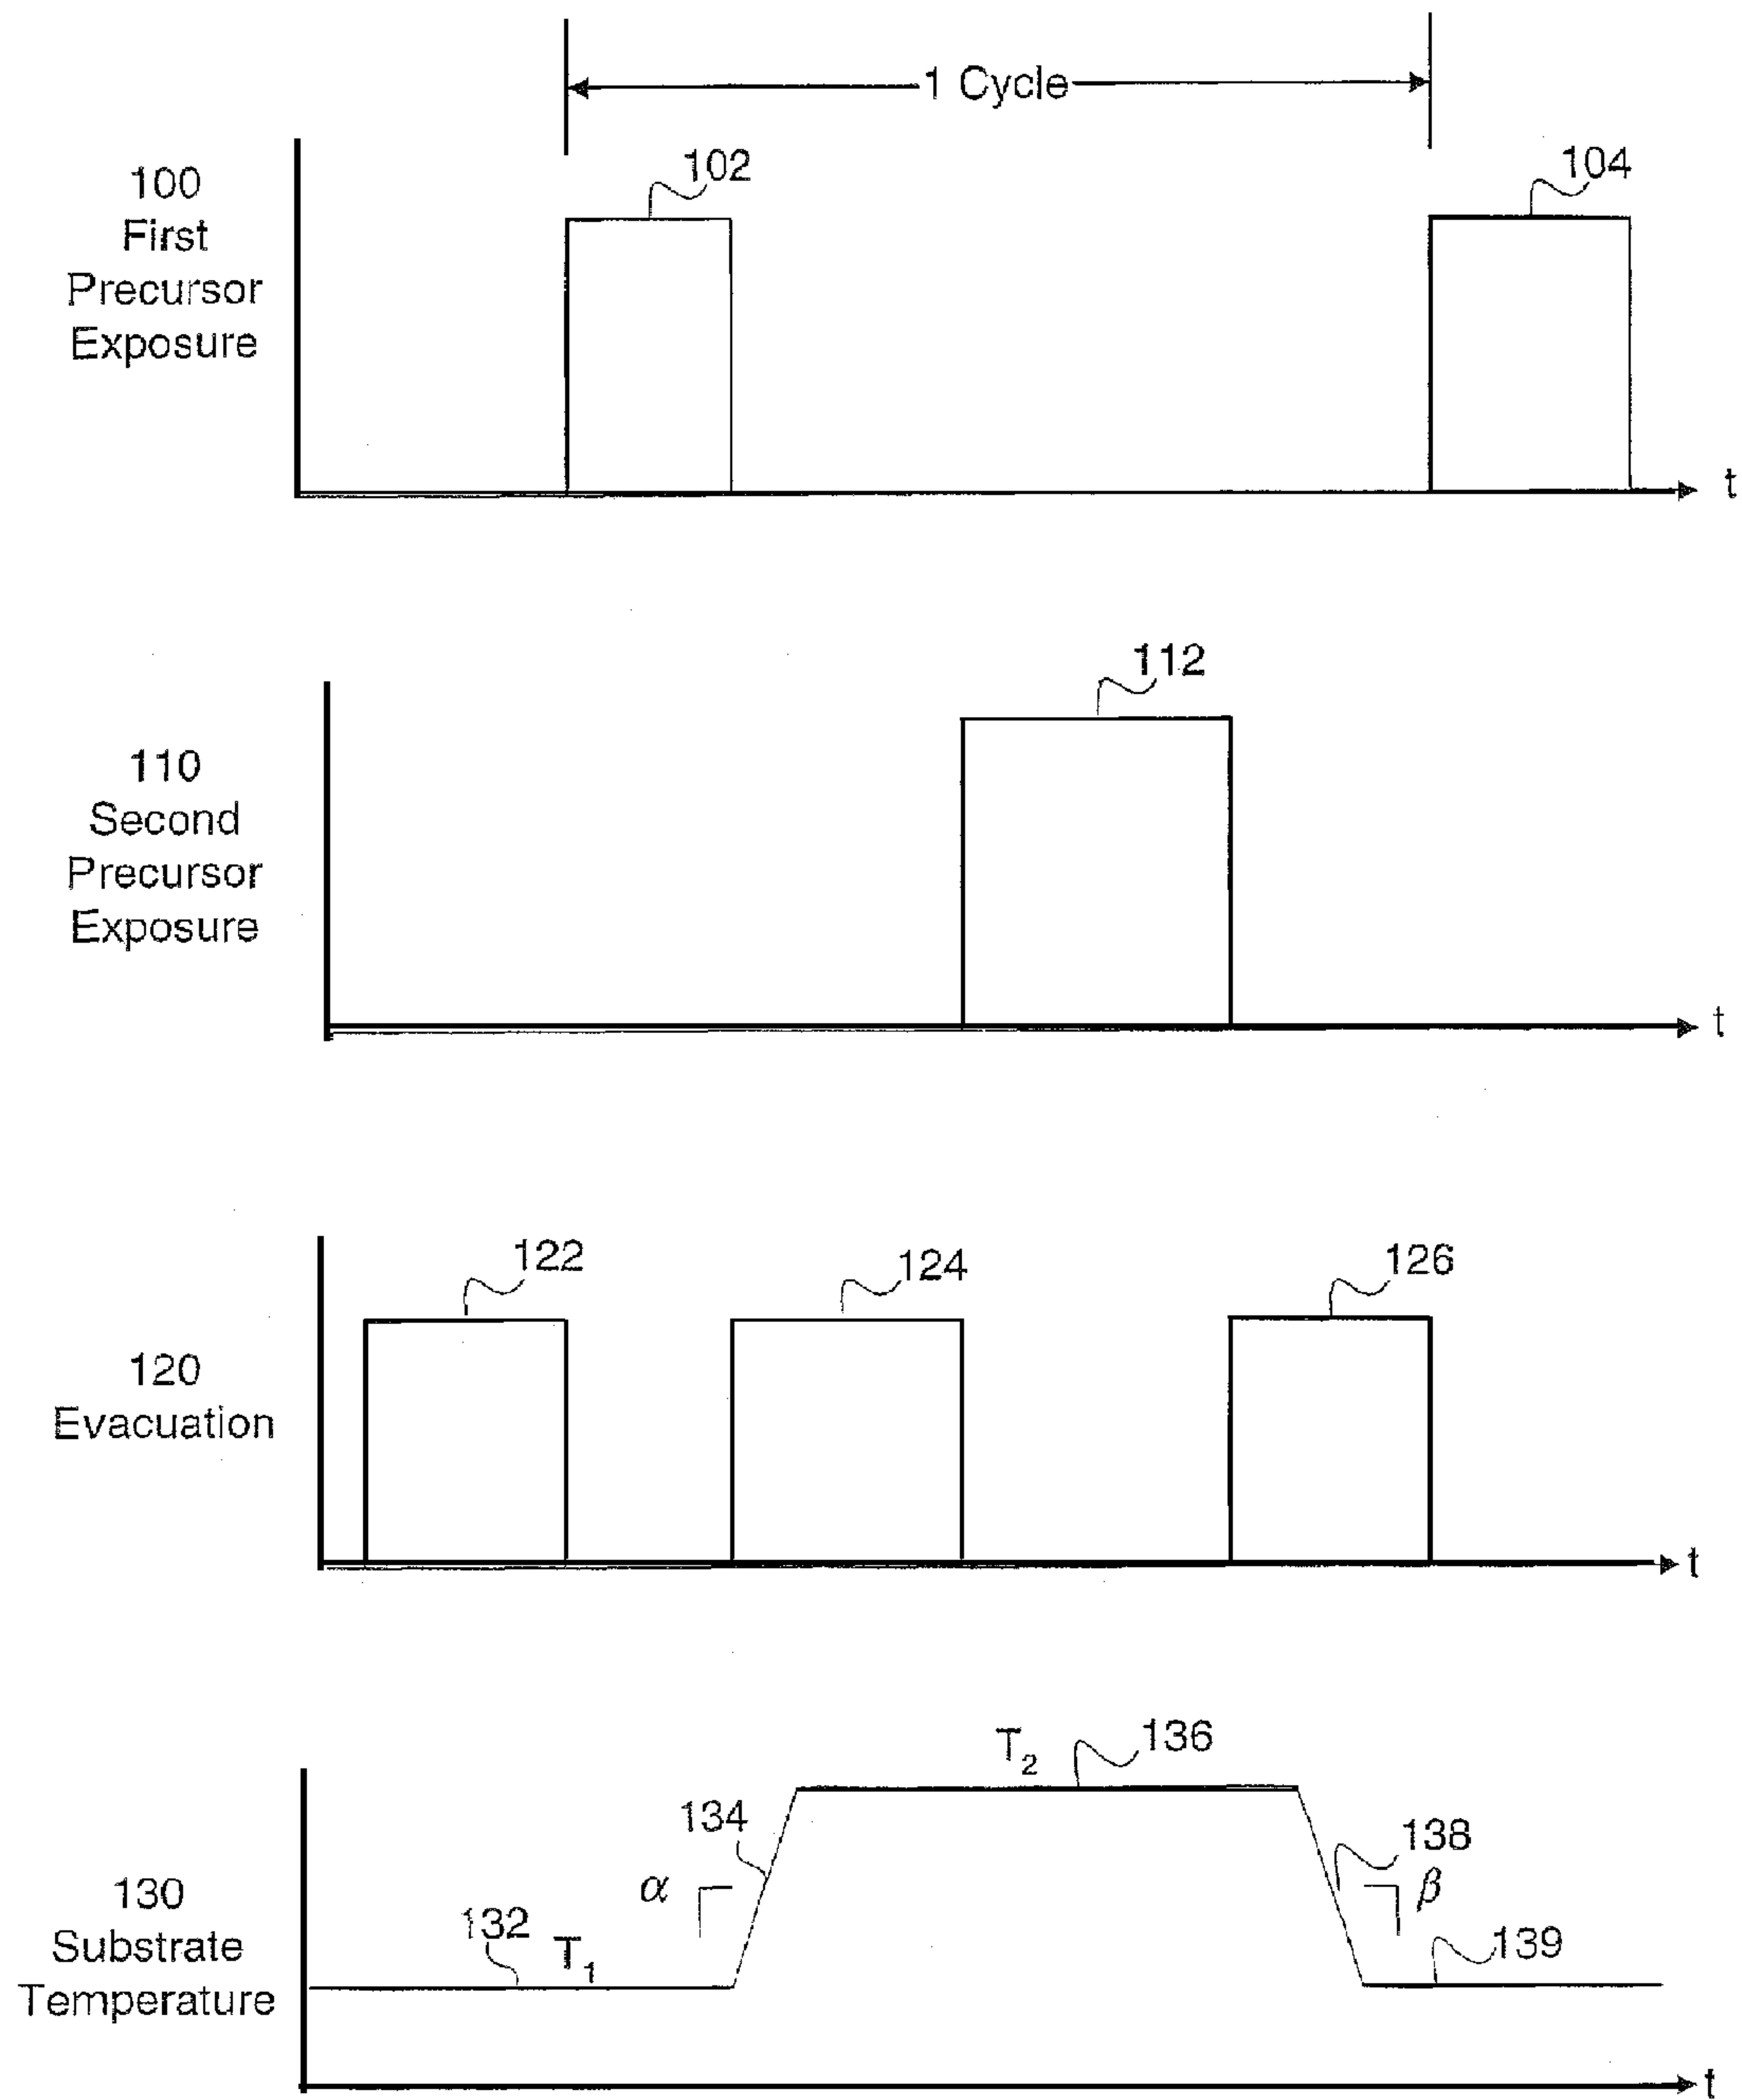 1 Cycle
100
First
Precursor
Exposure
102
104
t
110
Second
Precursor
Exposure
112
t
120
Evacuation
122
124
126
t
130
Substrate
Temperature
132
T1
α
134
T2
136
138
β
139
t